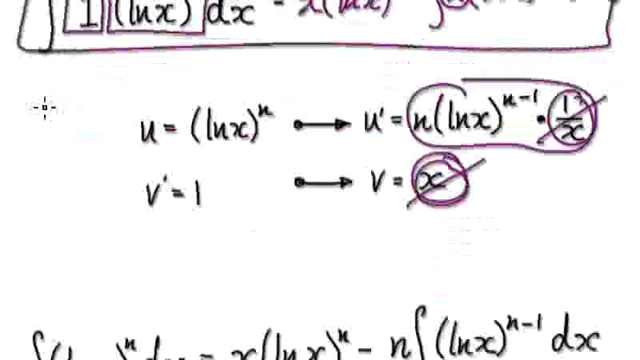 ∫ 1 (ln x) dx = x(ln x)
u = (ln x)ⁿ → u' = n(ln x)ⁿ⁻¹ · 1/x
v' = 1 → v = x
∫(ln x)ⁿ dx = x(ln x)ⁿ - n∫(ln x)ⁿ⁻¹ dx